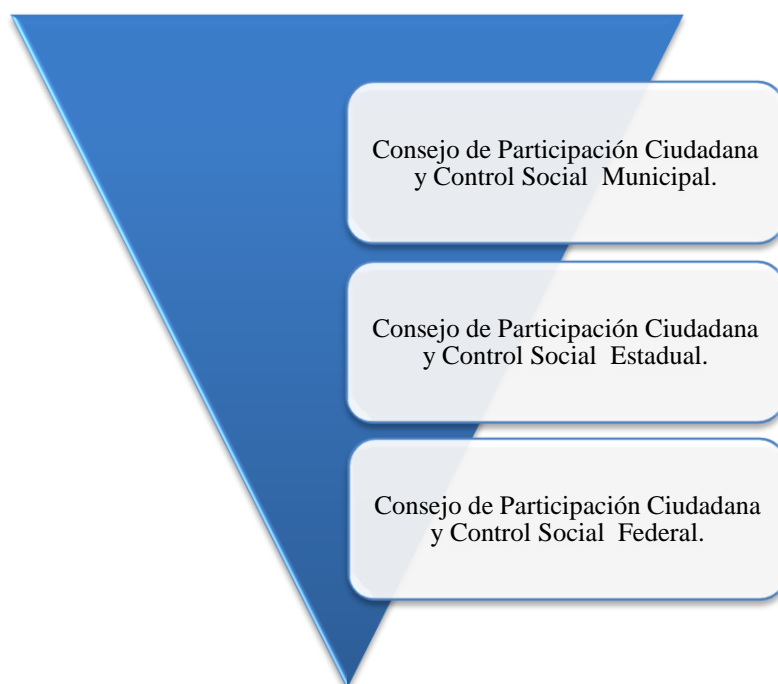 Consejo de Participación Ciudadana
y Control Social  Municipal.
Consejo de Participación Ciudadana
y Control Social  Estadual.
Consejo de Participación Ciudadana
y Control Social  Federal.